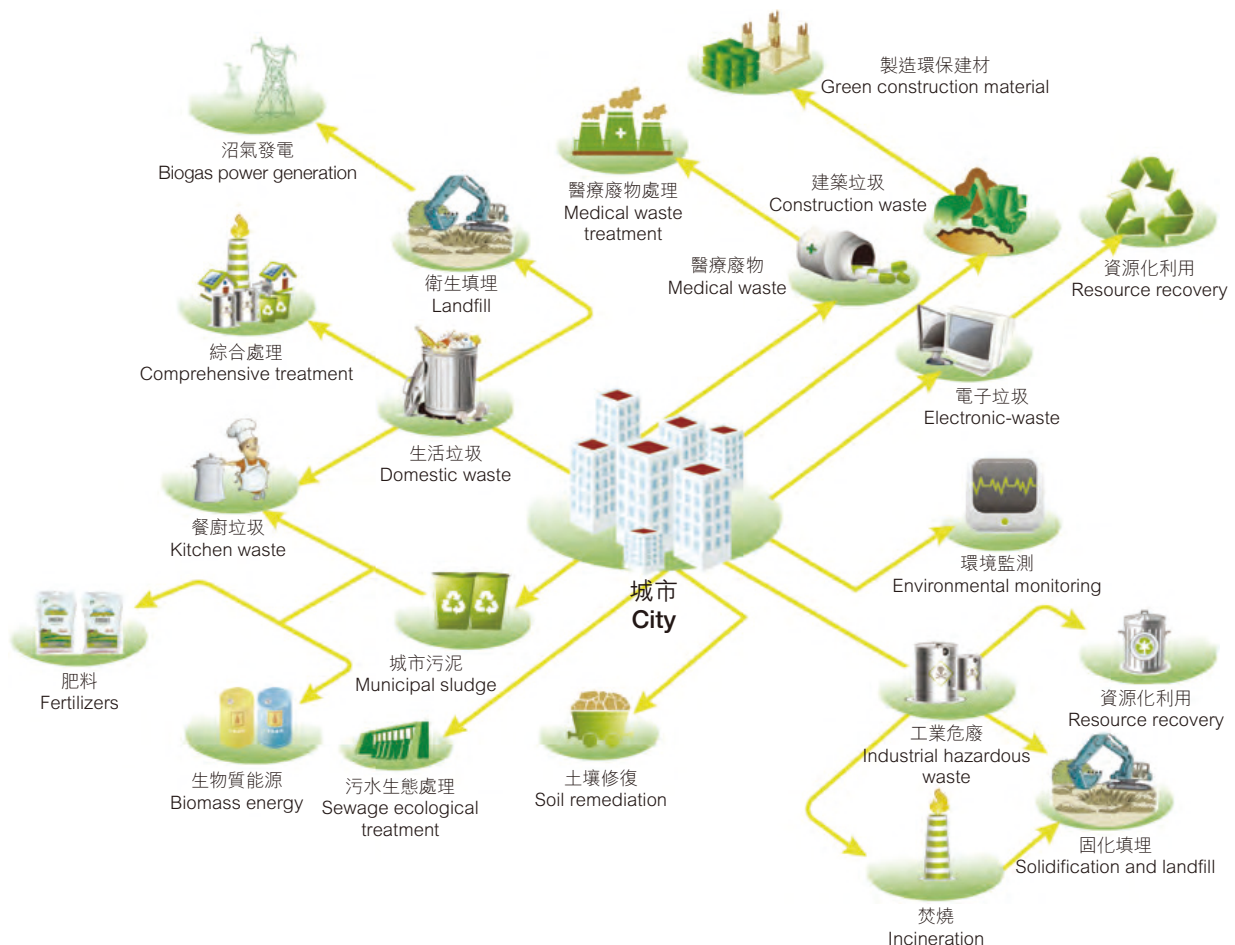 製造環保建材
Green construction material
沼氣發電
Biogas power generation
醫療廢物處理
Medical waste
treatment
建築垃圾
Construction waste
醫療廢物
Medical waste
資源化利用
Resource recovery
衛生填埋
Landfill
綜合處理
Comprehensive treatment
電子垃圾
Electronic-waste
生活垃圾
Domestic waste
餐廚垃圾
Kitchen waste
環境監測
Environmental monitoring
城市
City
肥料
Fertilizers
城市污泥
Municipal sludge
資源化利用
Resource recovery
工業危廢
Industrial hazardous
waste
生物質能源
Biomass energy
污水生態處理
Sewage ecological
treatment
土壤修復
Soil remediation
固化填埋
Solidification and landfill
焚燒
Incineration